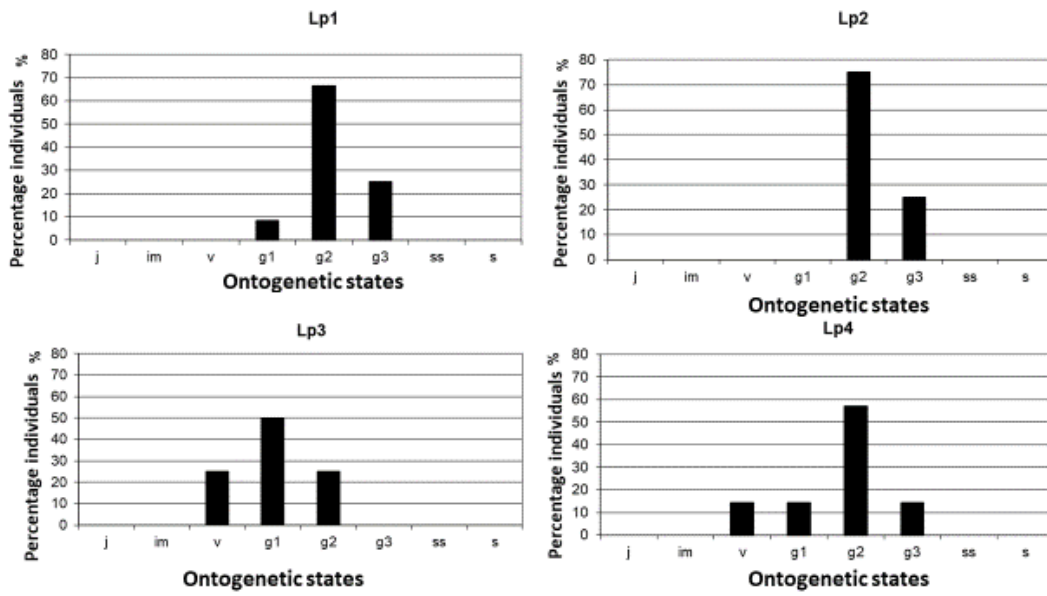 Lp1
Percentage individuals %
80
70
60
50
40
30
20
10
0
j im v g1 g2 g3 ss s
Ontogenetic states
Lp2
Percentage individuals %
80
70
60
50
40
30
20
10
0
j im v g1 g2 g3 ss s
Ontogenetic states
Lp3
Percentage individuals %
80
70
60
50
40
30
20
10
0
j im v g1 g2 g3 ss s
Ontogenetic states
Lp4
Percentage individuals %
80
70
60
50
40
30
20
10
0
j im v g1 g2 g3 ss s
Ontogenetic states